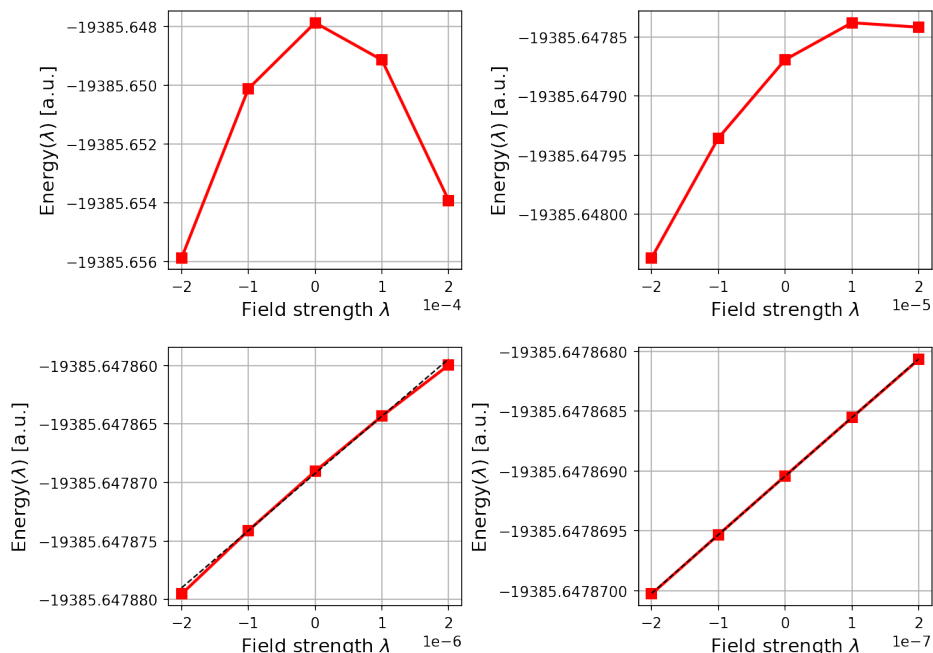 Energy(λ) [a.u.]
−19385.648
−19385.650
−19385.652
−19385.654
−19385.656
−2 −1 0 1 2
1e−4
Field strength λ
Energy(λ) [a.u.]
−19385.64785
−19385.64790
−19385.64795
−19385.64800
−2 −1 0 1 2
1e−5
Field strength λ
Energy(λ) [a.u.]
−19385.647860
−19385.647865
−19385.647870
−19385.647875
−19385.647880
−2 −1 0 1 2
1e−6
Field strength λ
Energy(λ) [a.u.]
−19385.6478680
−19385.6478685
−19385.6478690
−19385.6478695
−19385.6478700
−2 −1 0 1 2
1e−7
Field strength λ